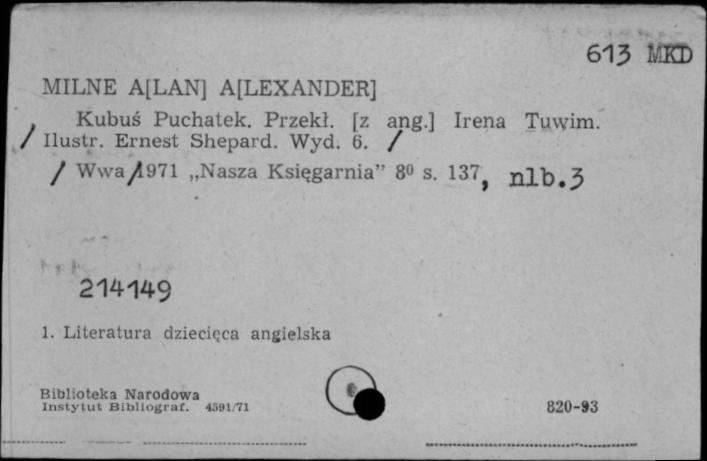 613 MKD
MILNE A[LAN] A[LEXANDER]
Kubuś Puchatek. Przekł. [z ang.] Irena Tuwim.
/ Ilustr. Ernest Shepard. Wyd. 6. /
/ Wwa/1971 „Nasza Księgarnia” 8⁰ s. 137, nlb.3
214149
1. Literatura dziecięca angielska
Biblioteka Narodowa
Instytut Bibliograf. 4591/71
820-93